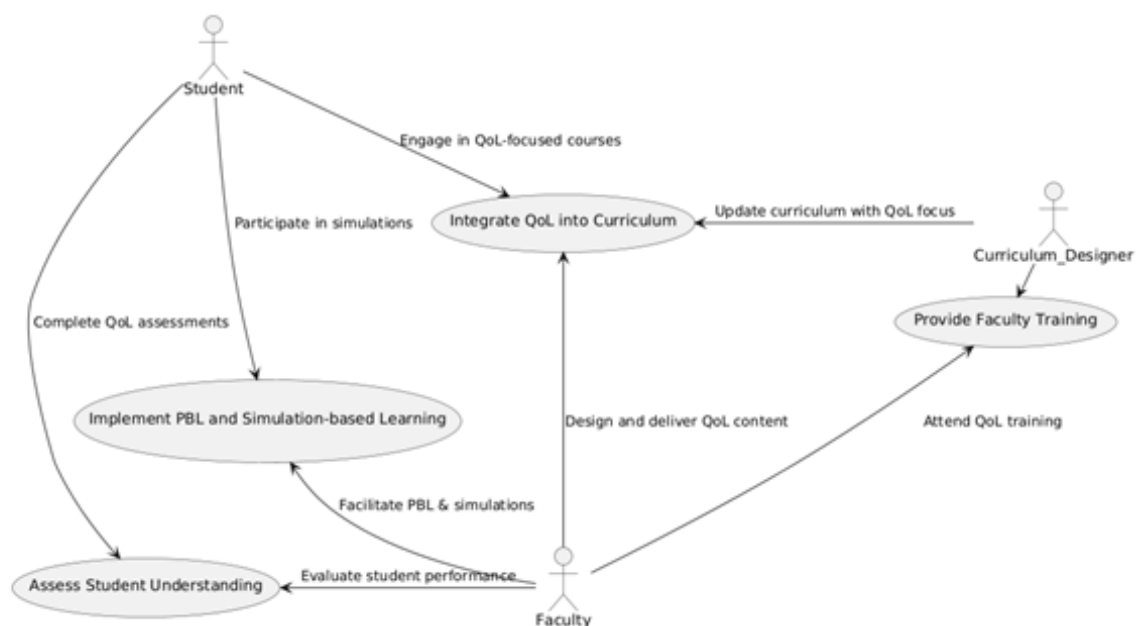 Student
Engage in QoL-focused courses
Integrate QoL into Curriculum
Update curriculum with QoL focus
Participate in simulations
Curriculum_Designer
Complete QoL assessments
Provide Faculty Training
Implement PBL and Simulation-based Learning
Design and deliver QoL content
Attend QoL training
Facilitate PBL & simulations
Evaluate student performance
Assess Student Understanding
Faculty